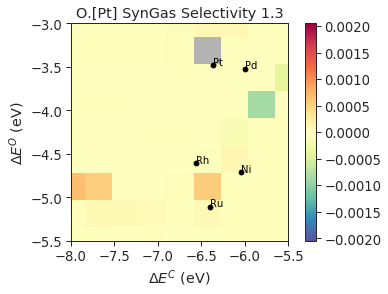 O.[Pt] SynGas Selectivity 1.3
−3.0
−3.5
−4.0
−4.5
−5.0
−5.5
ΔE^O (eV)
Pt
Pd
Rh
Ni
Ru
−8.0 −7.5 −7.0 −6.5 −6.0 −5.5
ΔE^C (eV)
0.0020
0.0015
0.0010
0.0005
0.0000
−0.0005
−0.0010
−0.0015
−0.0020